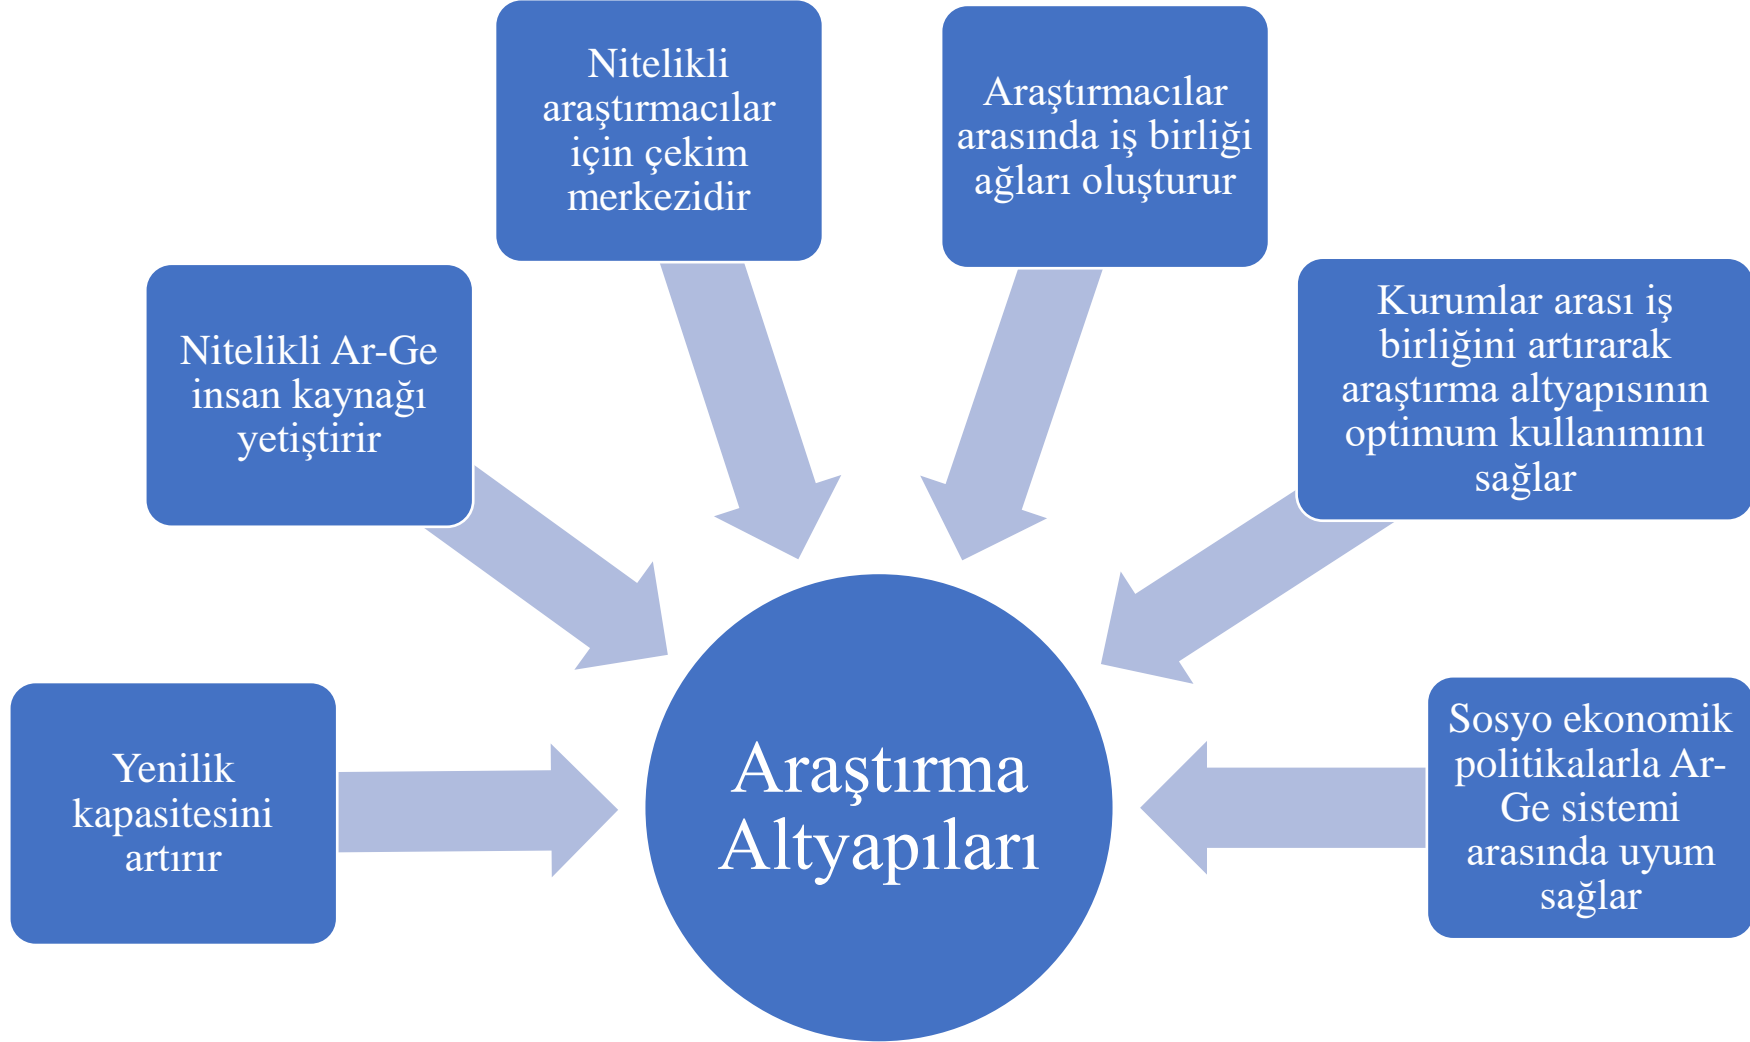 Nitelikli
araştırmacılar
için çekim
merkezidir
Araştırmacılar
arasında iş birliği
ağları oluşturur
Nitelikli Ar-Ge
insan kaynağı
yetiştirir
Kurumlar arası iş
birliğini artırarak
araştırma altyapısının
optimum kullanımını
sağlar
Yenilik
kapasitesini
artırır
Araştırma
Altyapıları
Sosyo ekonomik
politikalarla Ar-
Ge sistemi
arasında uyum
sağlar